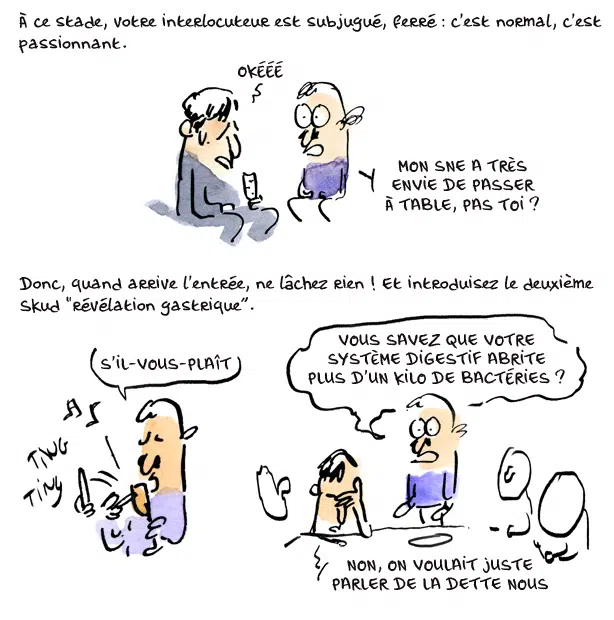 À ce stade, votre interlocuteur est subjugué, ferré : c'est normal, c'est
passionnant.
OKÉÉÉ
MON SNE A TRÈS
ENVIE DE PASSER
À TABLE, PAS TOI ?
Donc, quand arrive l'entrée, ne lâchez rien ! Et introduisez le deuxième
skud "révélation gastrique".
S'IL-VOUS-PLAÎT
TING
TING
VOUS SAVEZ QUE VOTRE
SYSTÈME DIGESTIF ABRITE
PLUS D'UN KILO DE BACTÉRIES ?
NON, ON VOULAIT JUSTE
PARLER DE LA DETTE NOUS